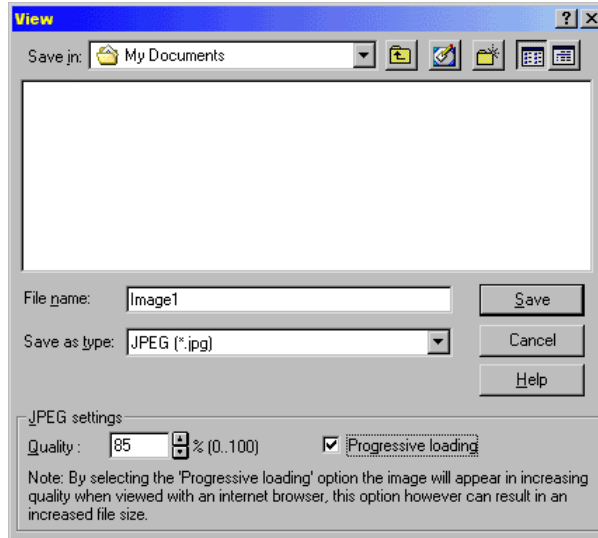 View
Save in: My Documents
File name: Image1 Save
Save as type: JPEG (*.jpg) Cancel
Help
JPEG settings
Quality : 85 % (0..100) Progressive loading
Note: By selecting the 'Progressive loading' option the image will appear in increasing
quality when viewed with an internet browser, this option however can result in an
increased file size.